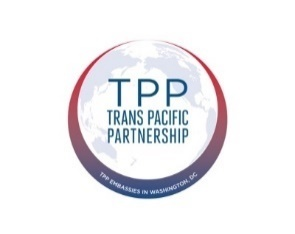 TPP
TRANS PACIFIC
PARTNERSHIP
TPP EMBASSIES IN WASHINGTON, DC